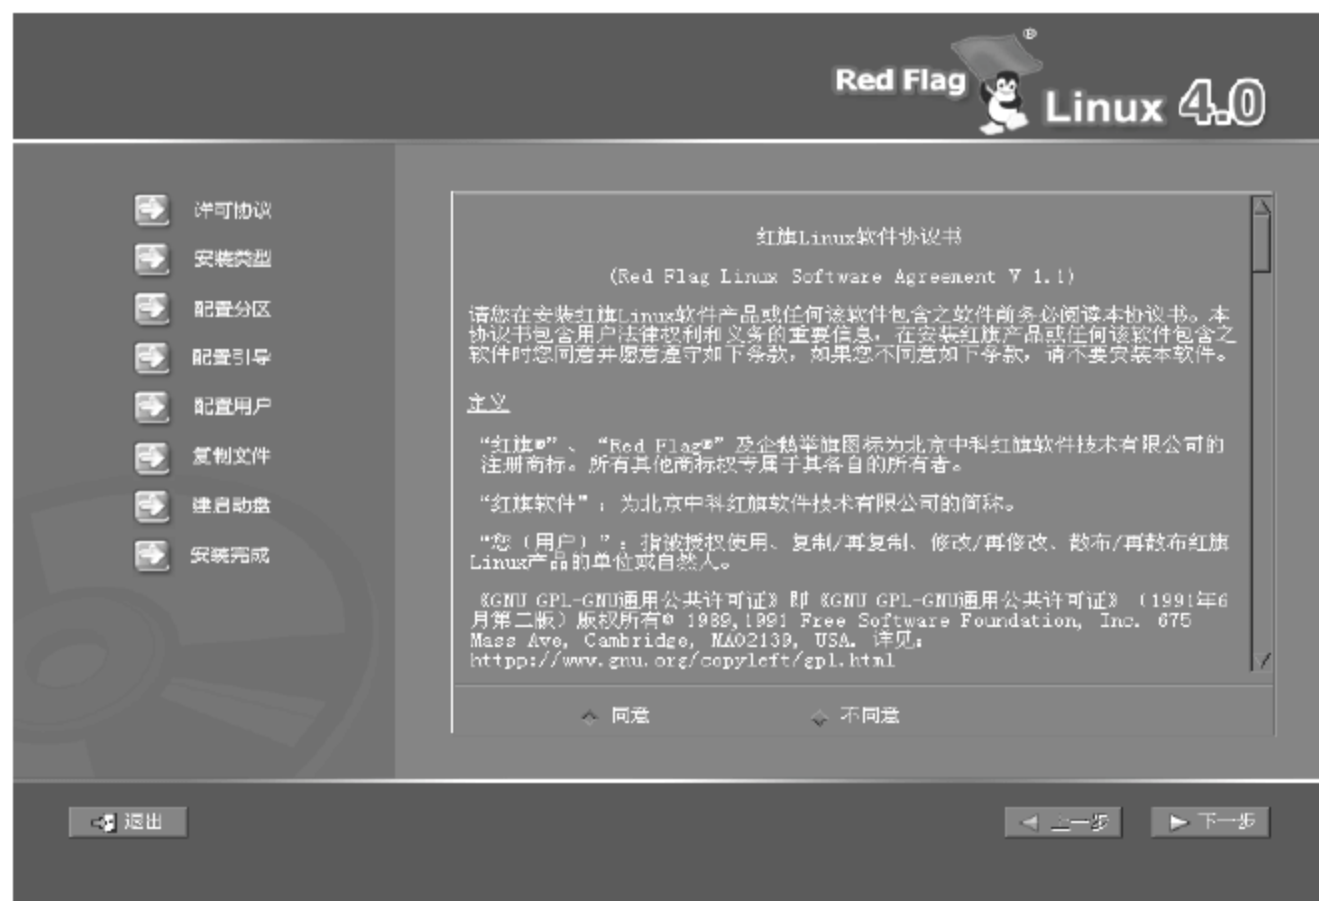 Red Flag ® Linux 4.0
许可协议
安装类型
配置分区
配置引导
配置用户
复制文件
建启动盘
安装完成
红旗Linux软件协议书
(Red Flag Linux Software Agreement V 1.1)
请您在安装红旗Linux软件产品或任何该软件包含之软件前务必阅读本协议书。本
协议书包含用户法律权利和义务的重要信息，在安装红旗产品或任何该软件包含之
软件时您同意并愿意遵守如下条款，如果您不同意如下条款，请不要安装本软件。
定义
“红旗®”、“Red Flag®”及企鹅举旗图标为北京中科红旗软件技术有限公司的
注册商标。所有其他商标权专属于其各自的所有者。
“红旗软件”：为北京中科红旗软件技术有限公司的简称。
“您（用户）”：指被授权使用、复制/再复制、修改/再修改、散布/再散布红旗
Linux产品的单位或自然人。
《GNU GPL-GNU通用公共许可证》即《GNU GPL-GNU通用公共许可证》（1991年6
月第二版）版权所有© 1989,1991 Free Software Foundation, Inc. 675
Mass Ave, Cambridge, MA02139, USA. 详见：
httpp://www.gnu.org/copyleft/gpl.html
同意
不同意
退出
上一步
下一步